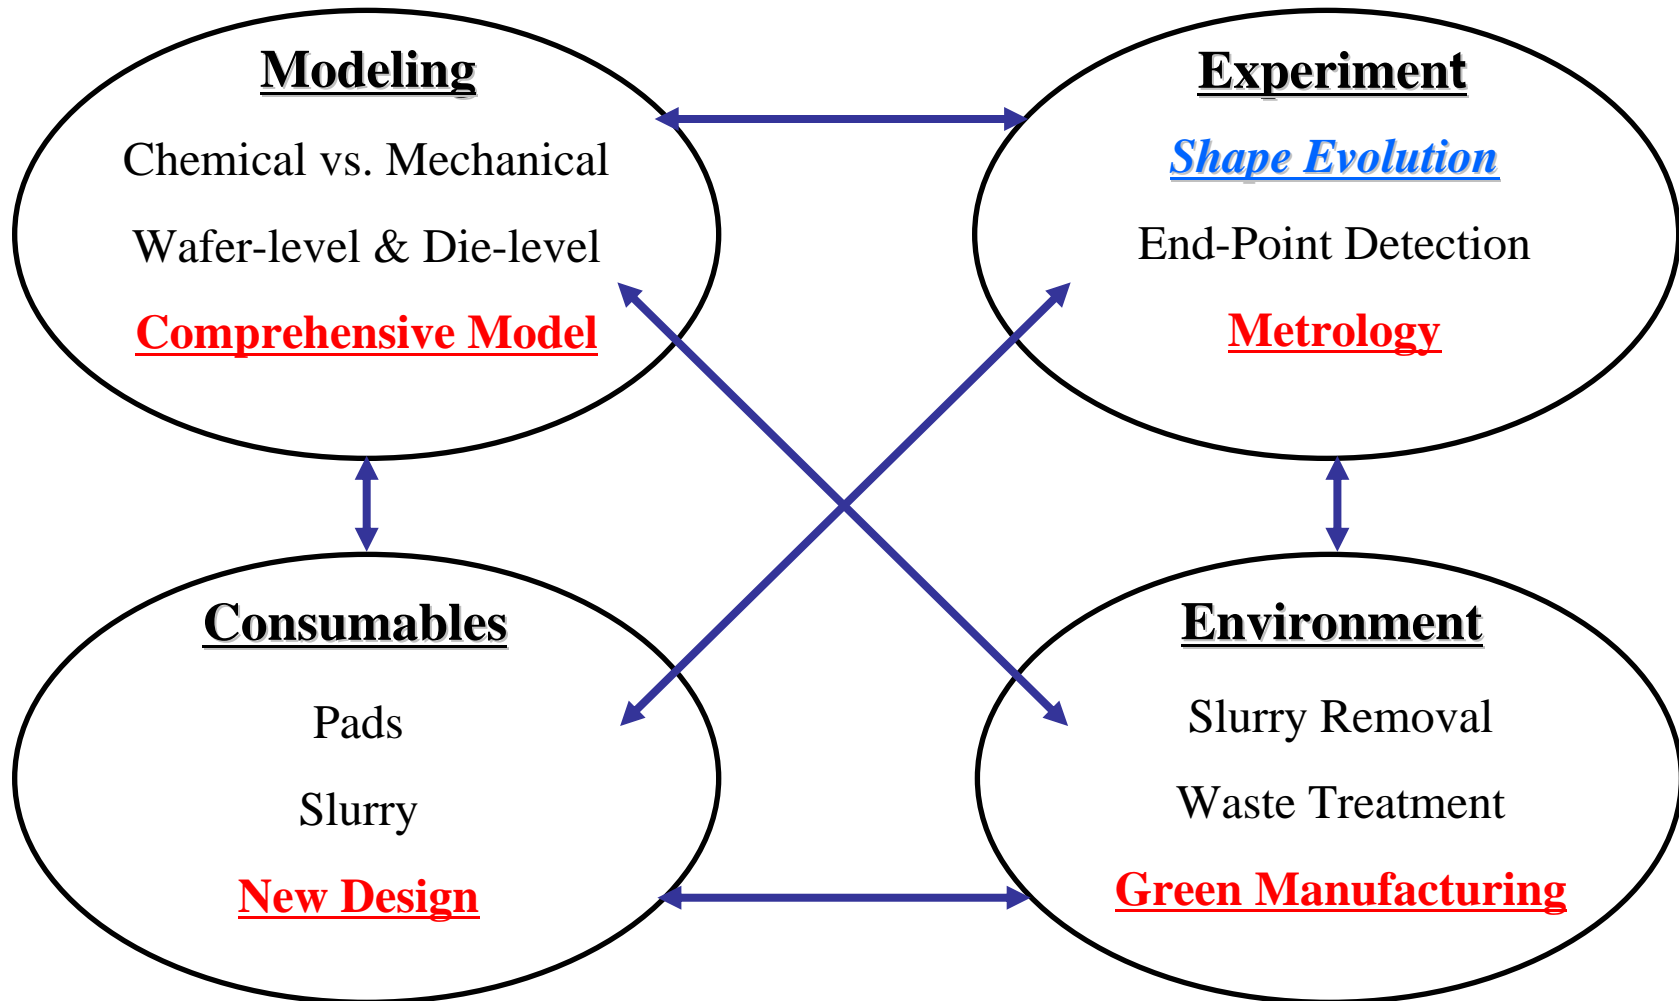 Modeling
Chemical vs. Mechanical
Wafer-level & Die-level
Comprehensive Model
Experiment
Shape Evolution
End-Point Detection
Metrology
Consumables
Pads
Slurry
New Design
Environment
Slurry Removal
Waste Treatment
Green Manufacturing